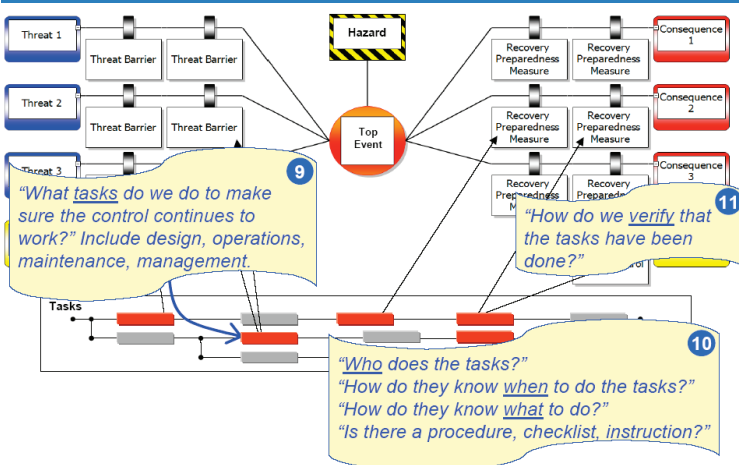 Hazard
Threat 1
Threat Barrier
Threat Barrier
Recovery
Preparedness
Measure
Recovery
Preparedness
Measure
Consequence
1
Threat 2
Threat Barrier
Threat Barrier
Top
Event
Recovery
Preparedness
Measure
Recovery
Preparedness
Measure
Consequence
2
Threat 3
Recovery
Preparedness
Recovery
Consequence
3
9
“What tasks do we do to make
sure the control continues to
work?” Include design, operations,
maintenance, management.
11
“How do we verify that
the tasks have been
done?”
Tasks
10
“Who does the tasks?”
“How do they know when to do the tasks?”
“How do they know what to do?”
“Is there a procedure, checklist, instruction?”